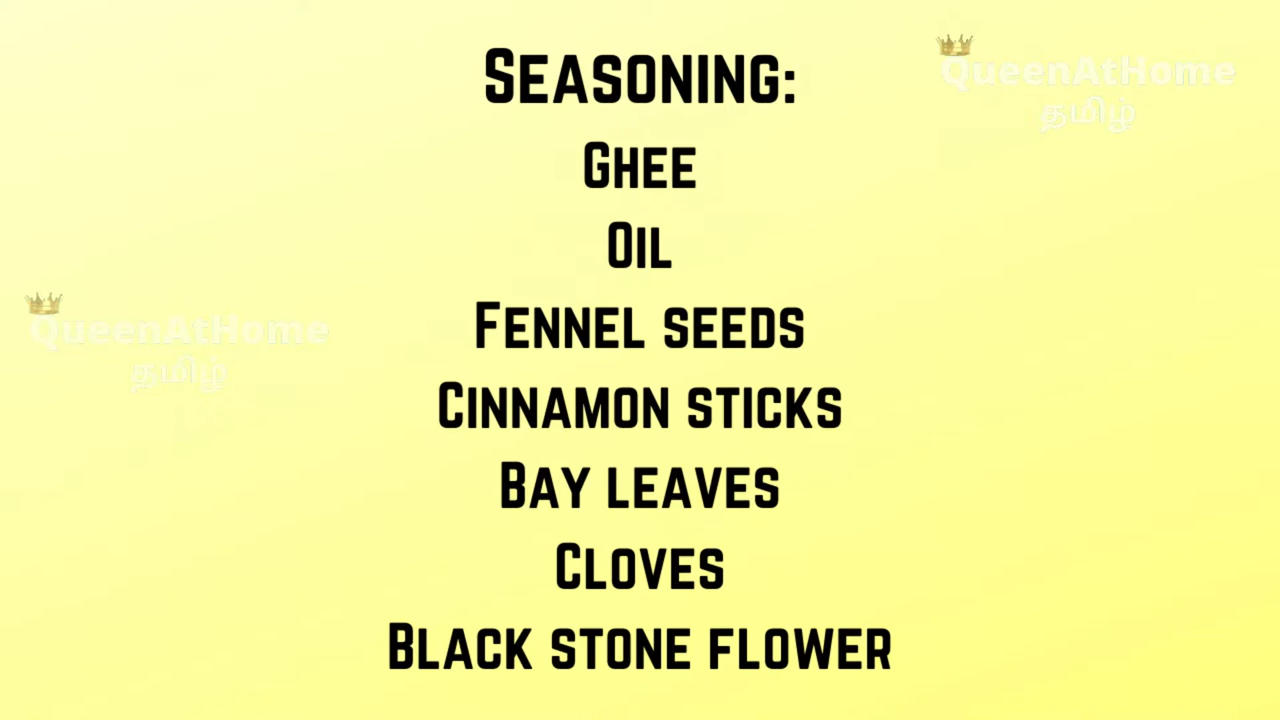 SEASONING:
GHEE
OIL
FENNEL SEEDS
CINNAMON STICKS
BAY LEAVES
CLOVES
BLACK STONE FLOWER
QueenAtHome
தமிழ்
QueenAtHome
தமிழ்